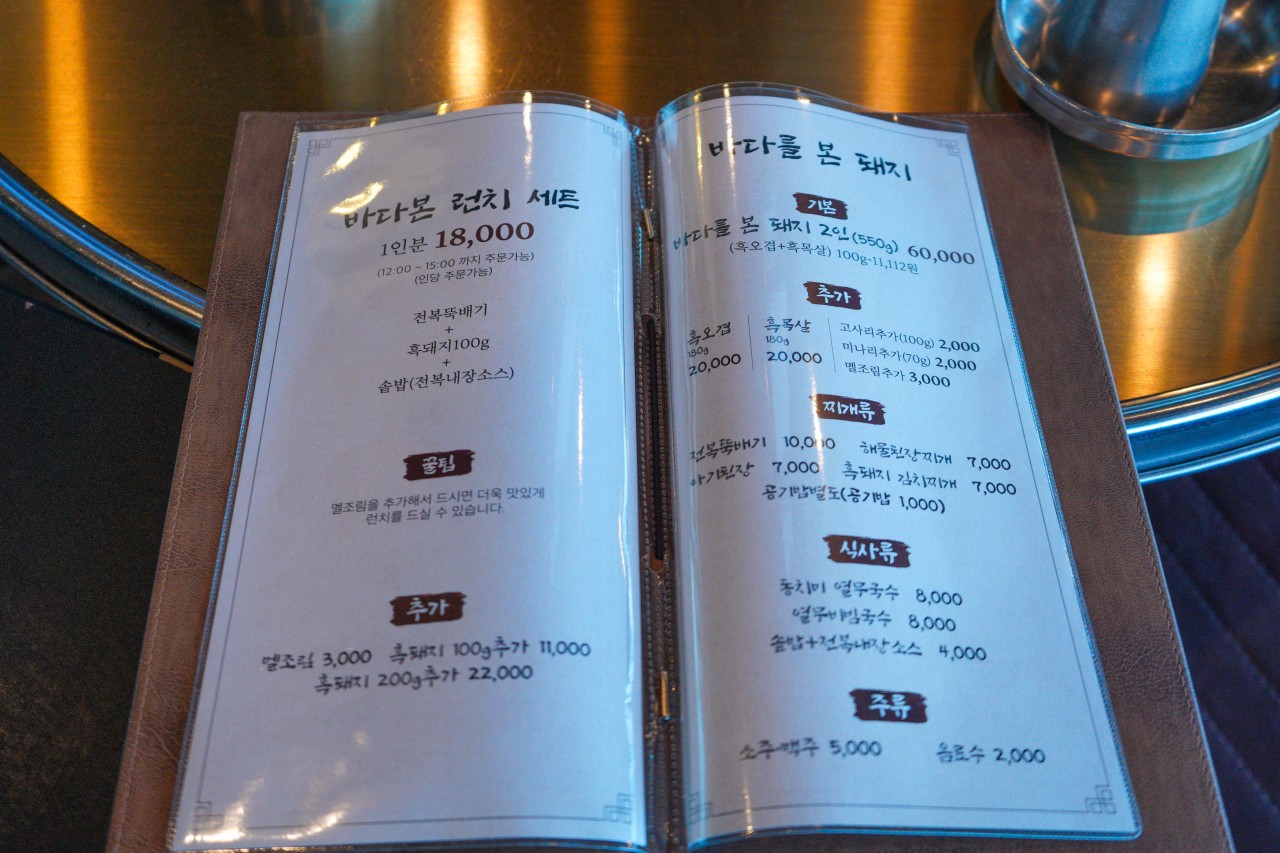 바다본 런치 세트
1인분 18,000
(12:00 ~ 15:00 까지 주문가능)
(인당 주문가능)
전복뚝배기
+
흑돼지100g
+
솥밥(전복내장소스)
꿀팁
멜조림을 추가해서 드시면 더욱 맛있게
런치를 드실 수 있습니다.
추가
멜조림 3,000 흑돼지 100g추가 11,000
흑돼지 200g추가 22,000
바다를 본 돼지
기본
바다를 본 돼지 2인(550g) 60,000
(흑오겹+흑목살) 100g-11,112원
추가
흑오겹
180g
20,000
흑목살
180g
20,000
고사리추가(100g) 2,000
미나리추가(70g) 2,000
멜조림추가 3,000
찌개류
전복뚝배기 10,000 해물된장찌개 7,000
아기된장 7,000 흑돼지 김치찌개 7,000
공기밥별도(공기밥 1,000)
식사류
동치미 열무국수 8,000
열무비빔국수 8,000
솥밥+전복내장소스 4,000
주류
소주·맥주 5,000 음료수 2,000